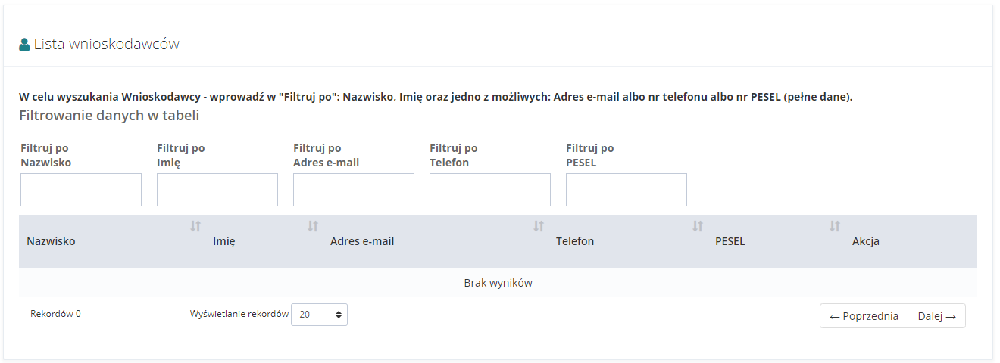 Lista wnioskodawców
W celu wyszukania Wnioskodawcy - wprowadź w "Filtruj po": Nazwisko, Imię oraz jedno z możliwych: Adres e-mail albo nr telefonu albo nr PESEL (pełne dane).
Filtrowanie danych w tabeli
Filtruj po Nazwisko
Filtruj po Imię
Filtruj po Adres e-mail
Filtruj po Telefon
Filtruj po PESEL
Nazwisko Imię Adres e-mail Telefon PESEL Akcja
Brak wyników
Rekordów 0 Wyświetlanie rekordów 20 ← Poprzednia Dalej →